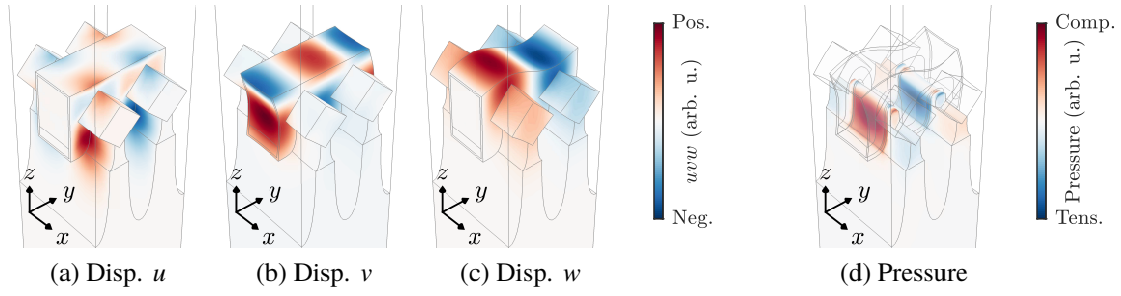 Pos.
uvw (arb. u.)
Neg.
Comp.
Pressure (arb. u.)
Tens.
z
y
x
z
y
x
z
y
x
z
y
x
(a) Disp. u
(b) Disp. v
(c) Disp. w
(d) Pressure